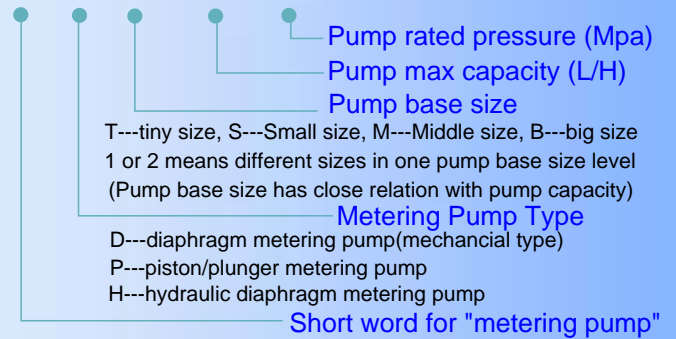 Pump rated pressure (Mpa)
Pump max capacity (L/H)
Pump base size
T---tiny size, S---Small size, M---Middle size, B---big size
1 or 2 means different sizes in one pump base size level
(Pump base size has close relation with pump capacity)
Metering Pump Type
D---diaphragm metering pump(mechancial type)
P---piston/plunger metering pump
H---hydraulic diaphragm metering pump
Short word for "metering pump"